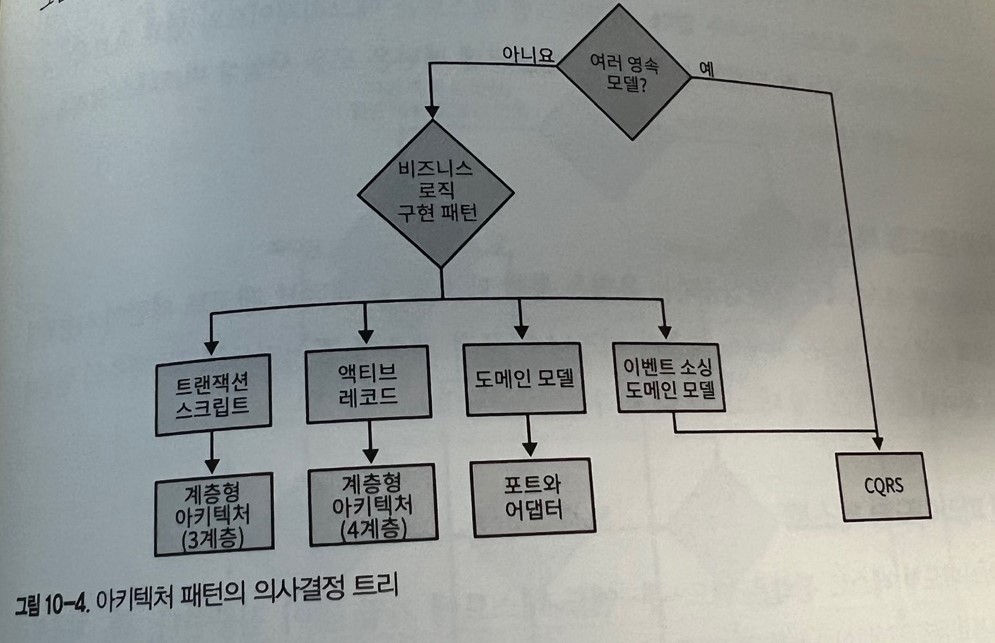 아니요
여러 영속
모델?
예
비즈니스
로직
구현 패턴
트랜잭션
스크립트
액티브
레코드
도메인 모델
이벤트 소싱
도메인 모델
계층형
아키텍처
(3계층)
계층형
아키텍처
(4계층)
포트와
어댑터
CQRS
그림 10-4. 아키텍처 패턴의 의사결정 트리